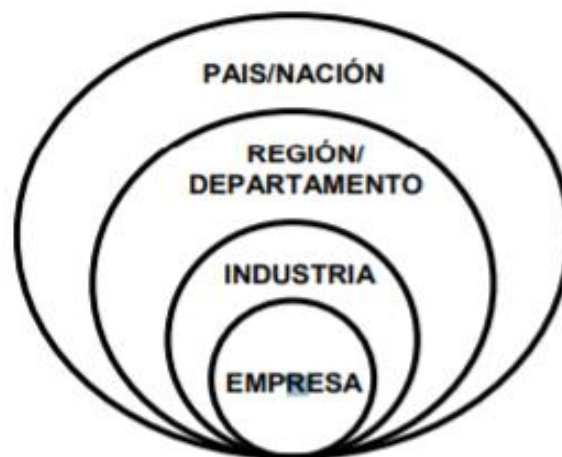 PAIS/NACIÓN
REGIÓN/
DEPARTAMENTO
INDUSTRIA
EMPRESA